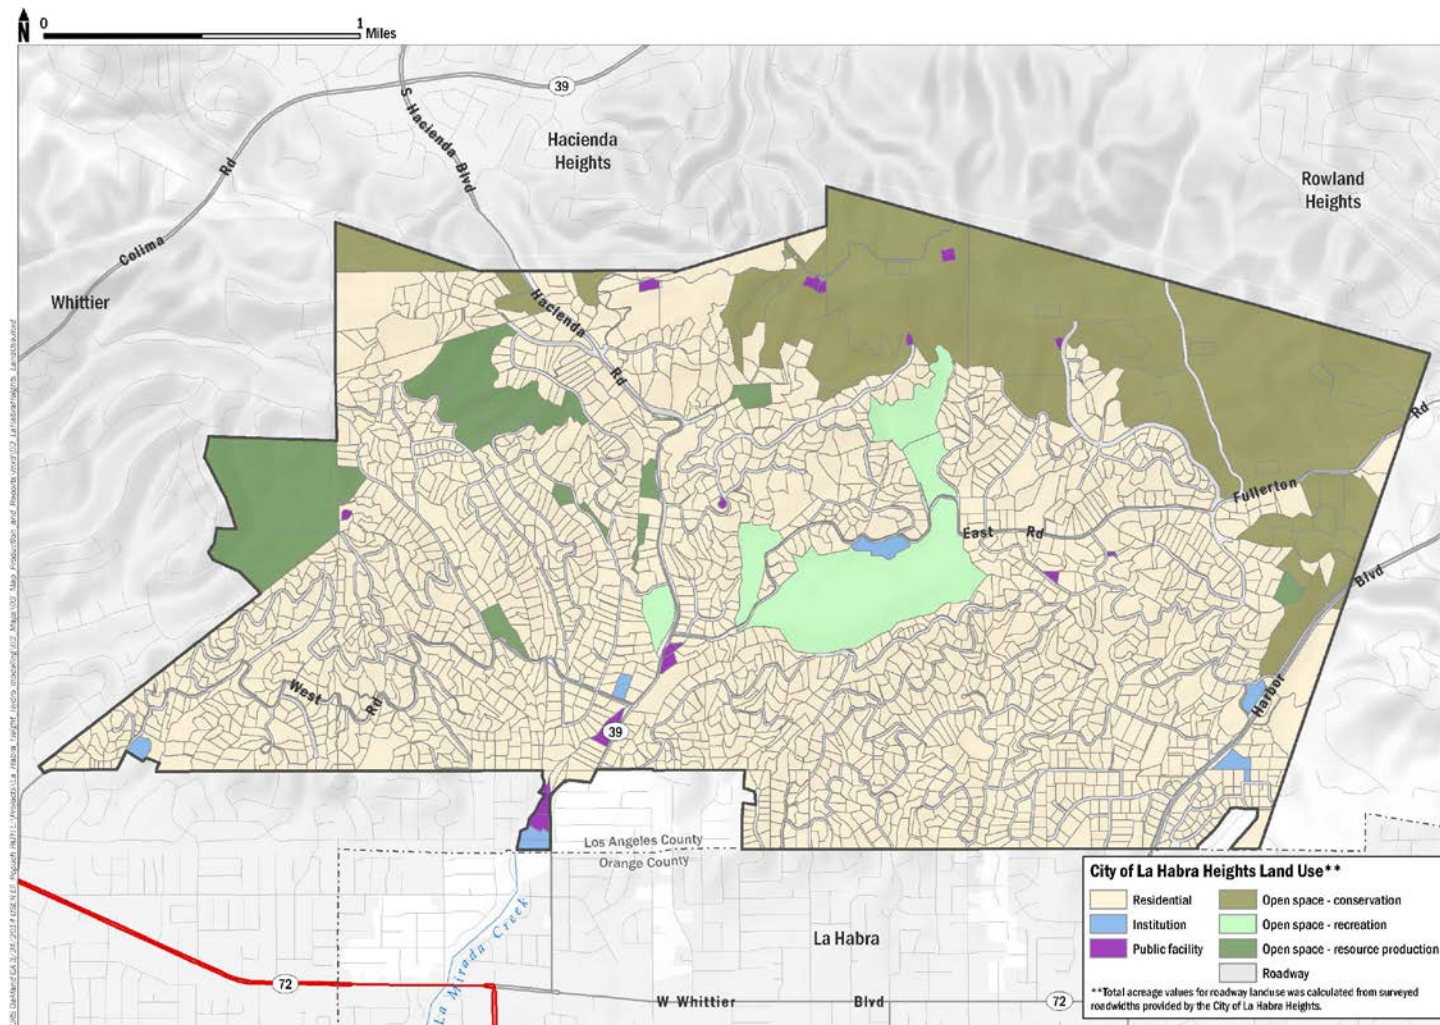 0
1
N
Miles
39
S Hacienda Blvd
Hacienda
Heights
Rowland
Heights
Colima
Rd
Whittier
Hacienda
Rd
Rd
Fullerton
East Rd
Blvd
West
Rd
Harbor
39
Los Angeles County
Orange County
La Mirada Creek
La Habra
72
W Whittier Blvd
72
City of La Habra Heights Land Use**
Residential
Institution
Public facility
Open space - conservation
Open space - recreation
Open space - resource production
Roadway
**Total acreage values for roadway landuse was calculated from surveyed
roadwidths provided by the City of La Habra Heights.